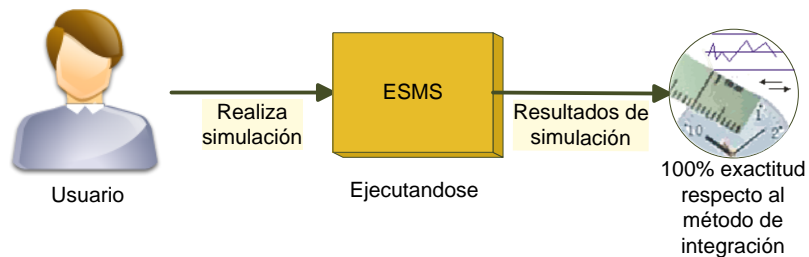 Realiza
simulación
Usuario
ESMS
Ejecutandose
Resultados de
simulación
100% exactitud
respecto al
método de
integración